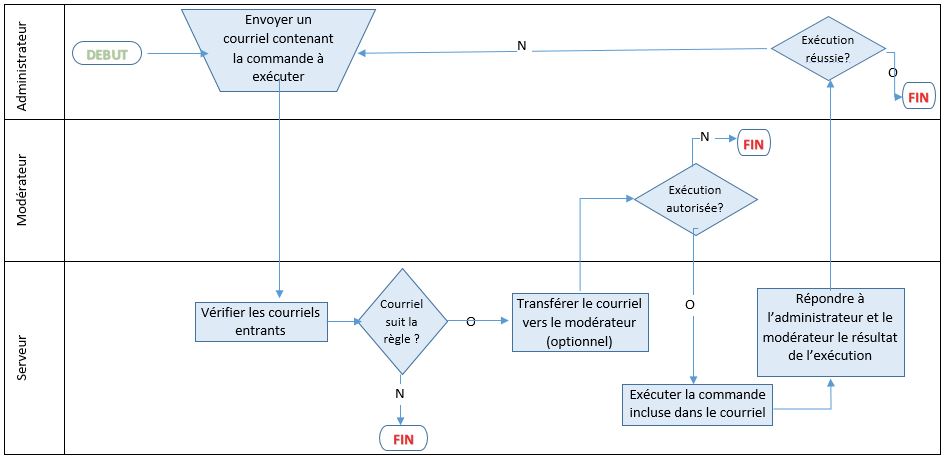 Administrateur
DEBUT
Envoyer un
courriel contenant
la commande à
exécuter
N
Exécution
réussie?
O
FIN
Modérateur
N
FIN
Exécution
autorisée?
O
Serveur
Vérifier les courriels
entrants
Courriel
suit la
règle ?
O
N
FIN
Transférer le courriel
vers le modérateur
(optionnel)
Exécuter la commande
incluse dans le courriel
Répondre à
l'administrateur et le
modérateur le résultat
de l'exécution